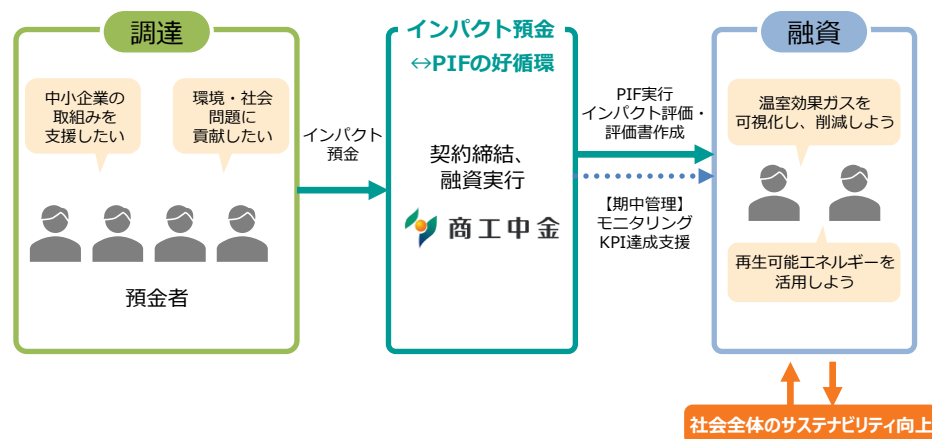 調達
中小企業の
取組みを
支援したい
環境・社会
問題に
貢献したい
預金者
インパクト
預金
インパクト預金
↔PIFの好循環
契約締結、
融資実行
商工中金
PIF実行
インパクト評価・
評価書作成
【期中管理】
モニタリング
KPI達成支援
融資
温室効果ガスを
可視化し、削減しよう
再生可能エネルギーを
活用しよう
社会全体のサステナビリティ向上